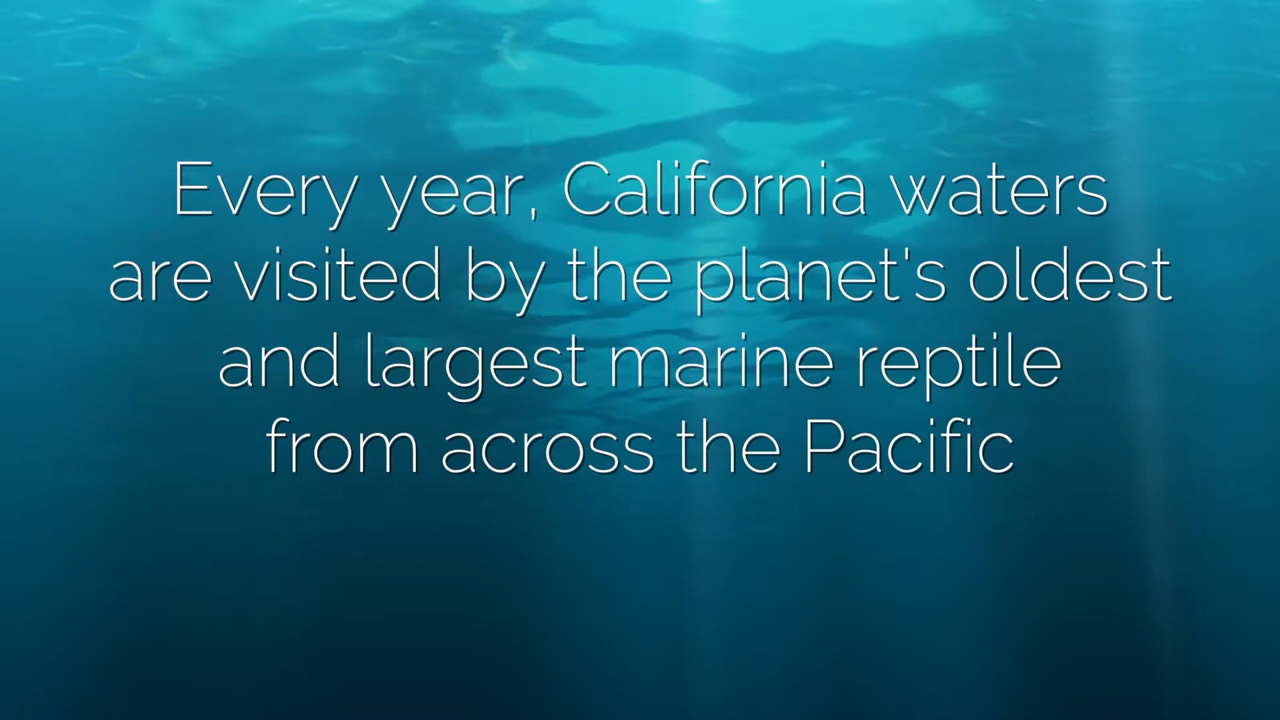 Every year, California waters
are visited by the planet's oldest
and largest marine reptile
from across the Pacific